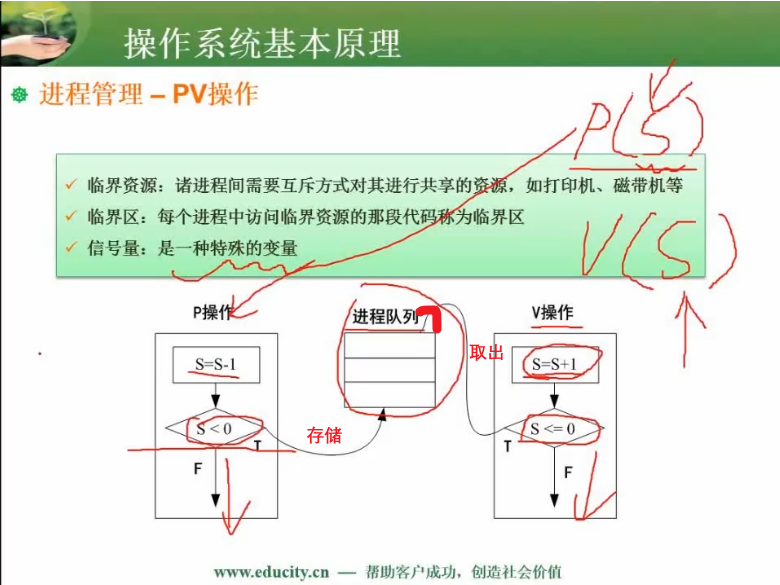 操作系统基本原理
进程管理 – PV操作
P(S)
临界资源：诸进程间需要互斥方式对其进行共享的资源，如打印机、磁带机等
临界区：每个进程中访问临界资源的那段代码称为临界区
信号量：是一种特殊的变量
V(S)
P操作
进程队列
V操作
取出
S=S-1
S=S+1
存储
S < 0
S <= 0
T
T
F
F
www.educity.cn — 帮助客户成功，创造社会价值